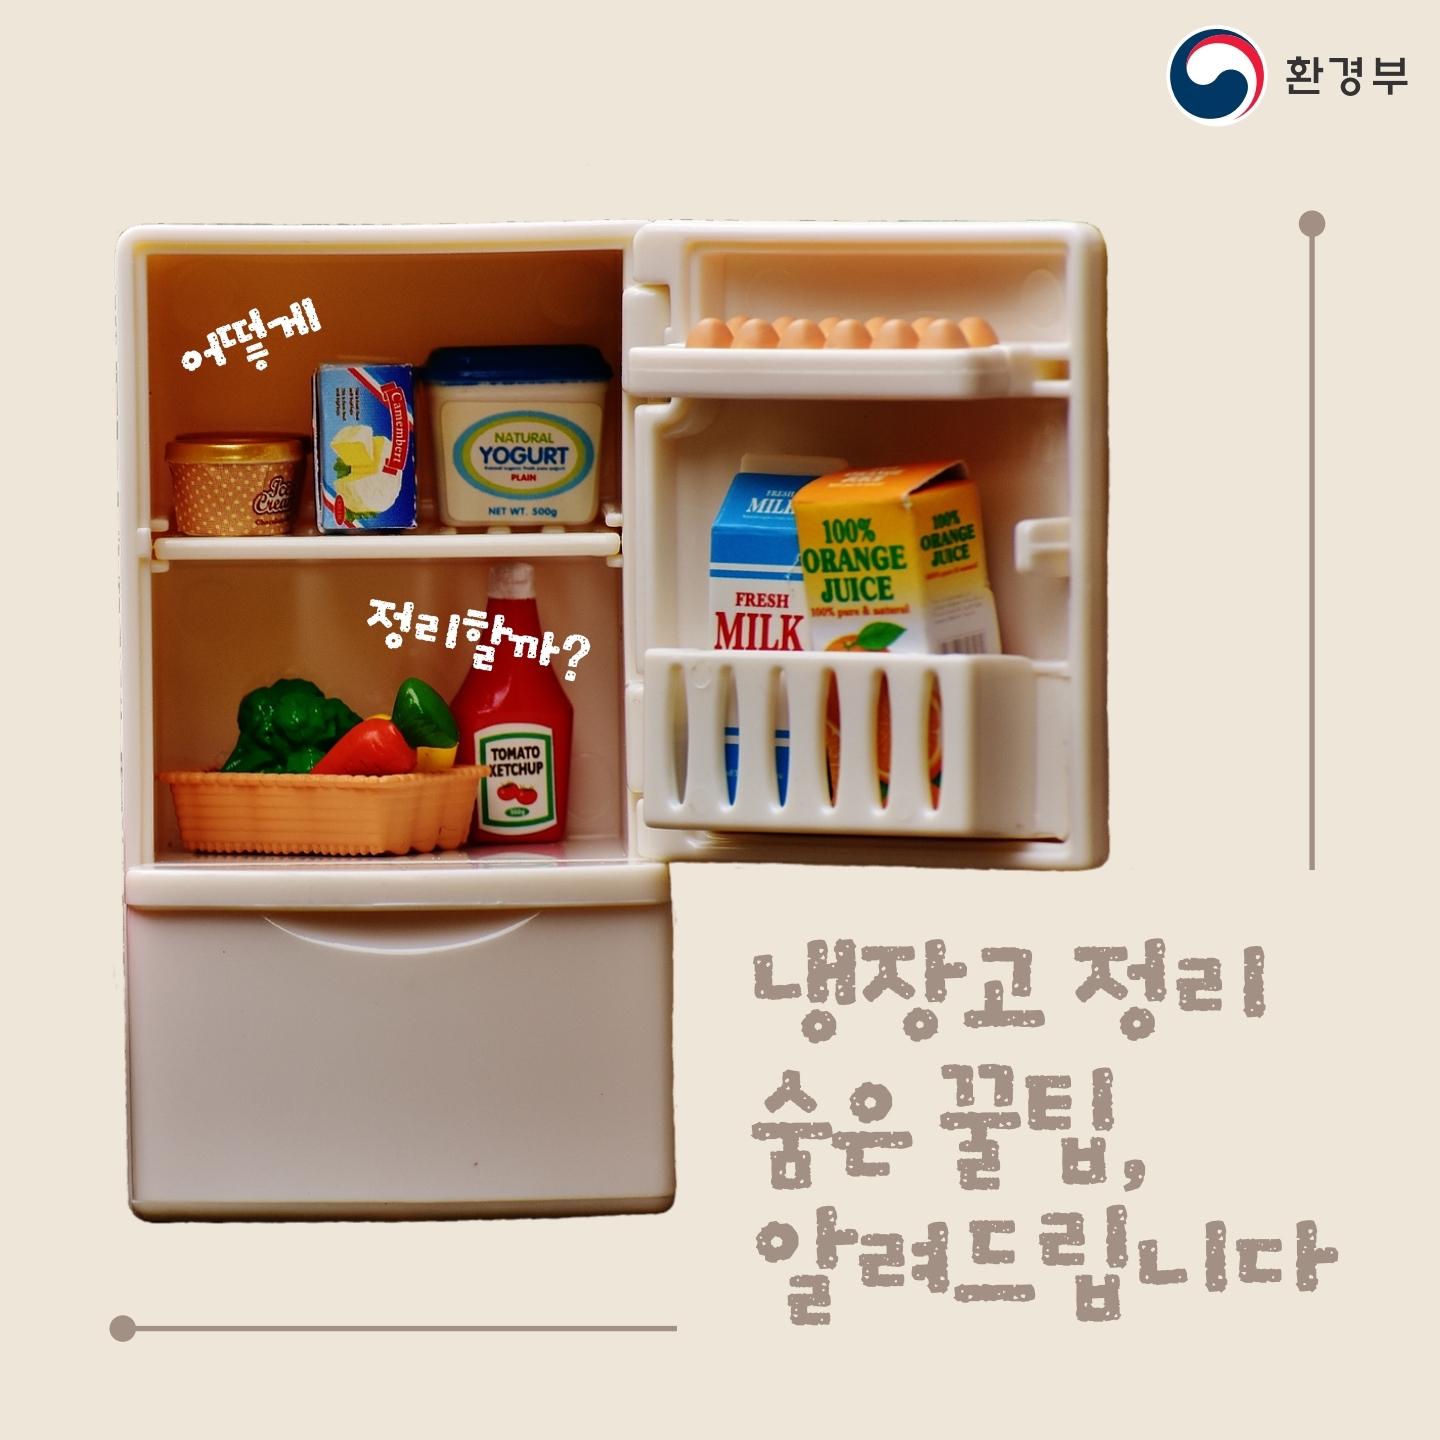 환경부
어떻게
Ice
Cream
Camembert
NATURAL
YOGURT
PLAIN
NET WT. 500g
정리할까?
TOMATO
KETCHUP
FRESH
MILK
FRESH
MILK
100%
ORANGE
JUICE
100% pure & natural
100%
ORANGE
JUICE
냉장고 정리
숨은 꿀팁,
알려드립니다